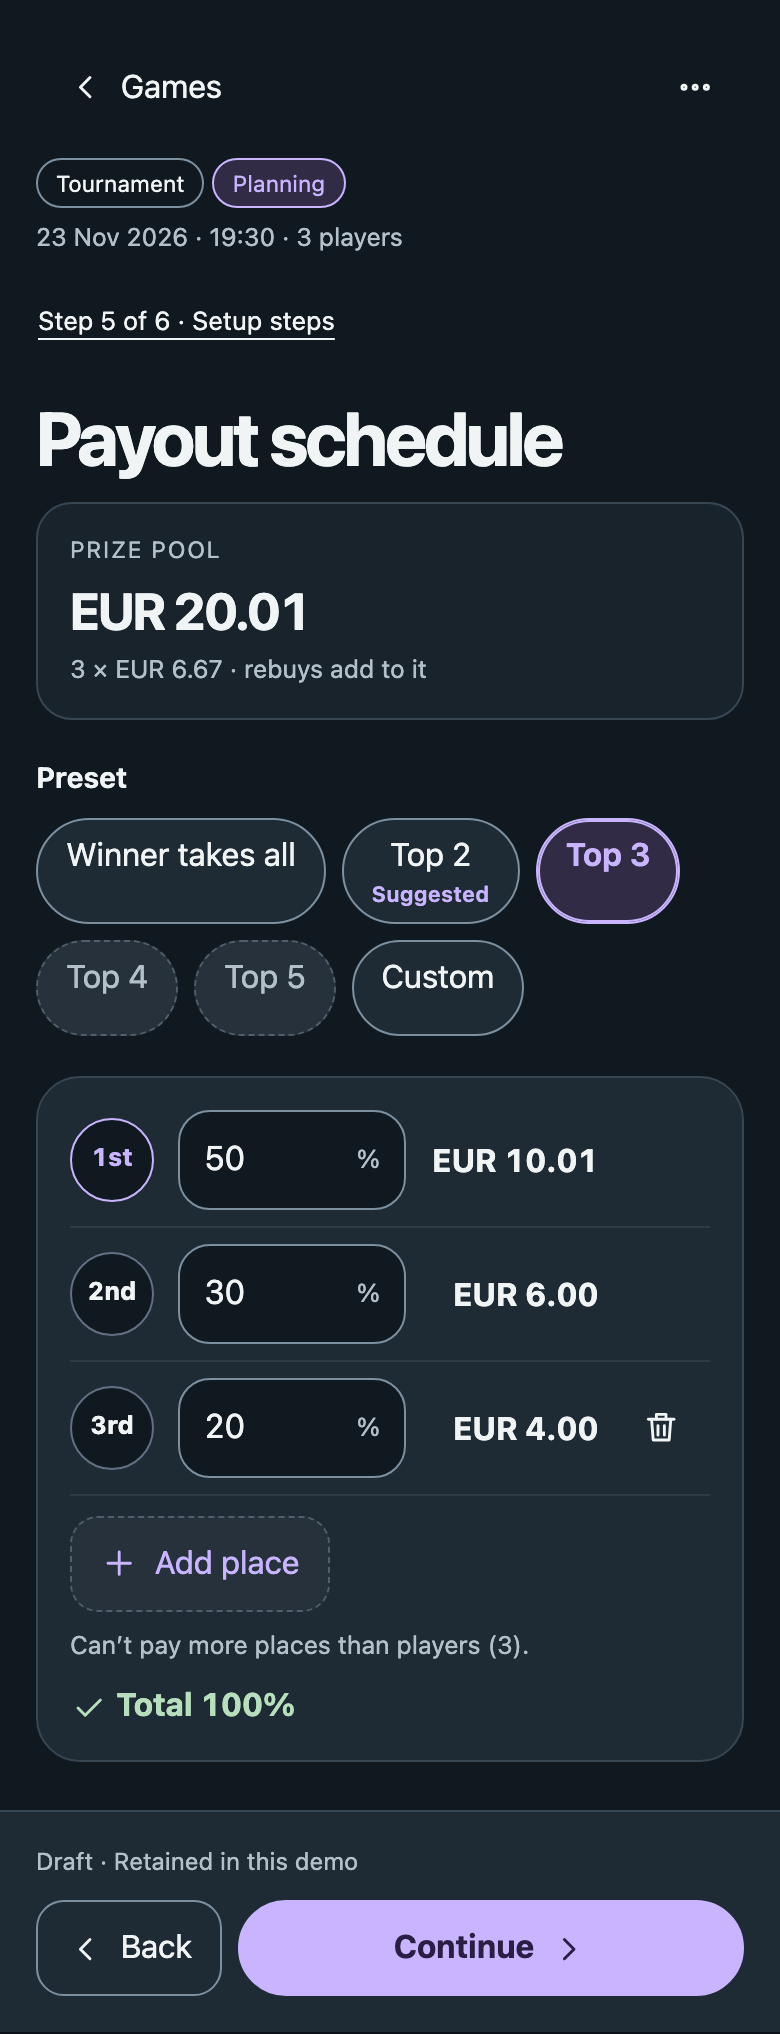 Games
Tournament Planning
23 Nov 2026 · 19:30 · 3 players
Step 5 of 6 · Setup steps
Payout schedule
PRIZE POOL
EUR 20.01
3 × EUR 6.67 · rebuys add to it
Preset
Winner takes all
Top 2
Suggested
Top 3
Top 4
Top 5
Custom
1st 50 % EUR 10.01
2nd 30 % EUR 6.00
3rd 20 % EUR 4.00
Add place
Can’t pay more places than players (3).
Total 100%
Draft · Retained in this demo
Back
Continue